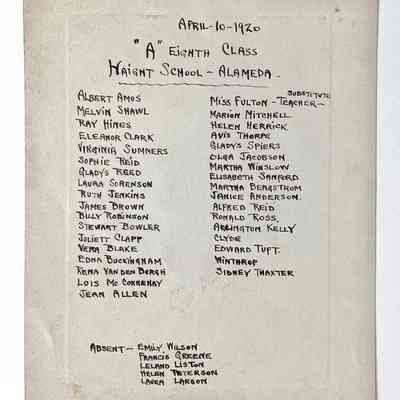 APRIL-10-1920
"A" EIGHTH CLASS
HAIGHT SCHOOL - ALAMEDA.
ALBERT AMOS
MELVIN SHAWL
RAY HINES
ELEANOR CLARK
VIRGINIA SUMNERS
SOPHIE REID
GLADYS REED
LAURA SORENSON
RUTH JENKINS
JAMES BROWN
BILLY ROBINSON
STEWART BOWLER
JULIETT CLAPP
VERA BLAKE
EDNA BUCKINGHAM
RENA VAN DEN BERGH
LOIS
JEAN ALLEN
SUBSTITUTE
MISS FULTON - TEACHER -
MARION MITCHELL
HELEN HERRICK
AVIS THORPE
GLADYS SPIERS
OLGA JACOBSON
MARTHA WINSLOW
ELISABETH SANFORD
MARTHA BERGSTROM
JANICE ANDERSON.
ALFRED REID
RONALD ROSS.
ARLINGTON KELLY
CLYDE
EDWARD TUFT.
WINTHROP
SIDNEY THAXTER
ABSENT - EMILY WILSON
FRANCIS GREENE
LELAND LISTON
HELEN PETERSON
LAURA LARSON